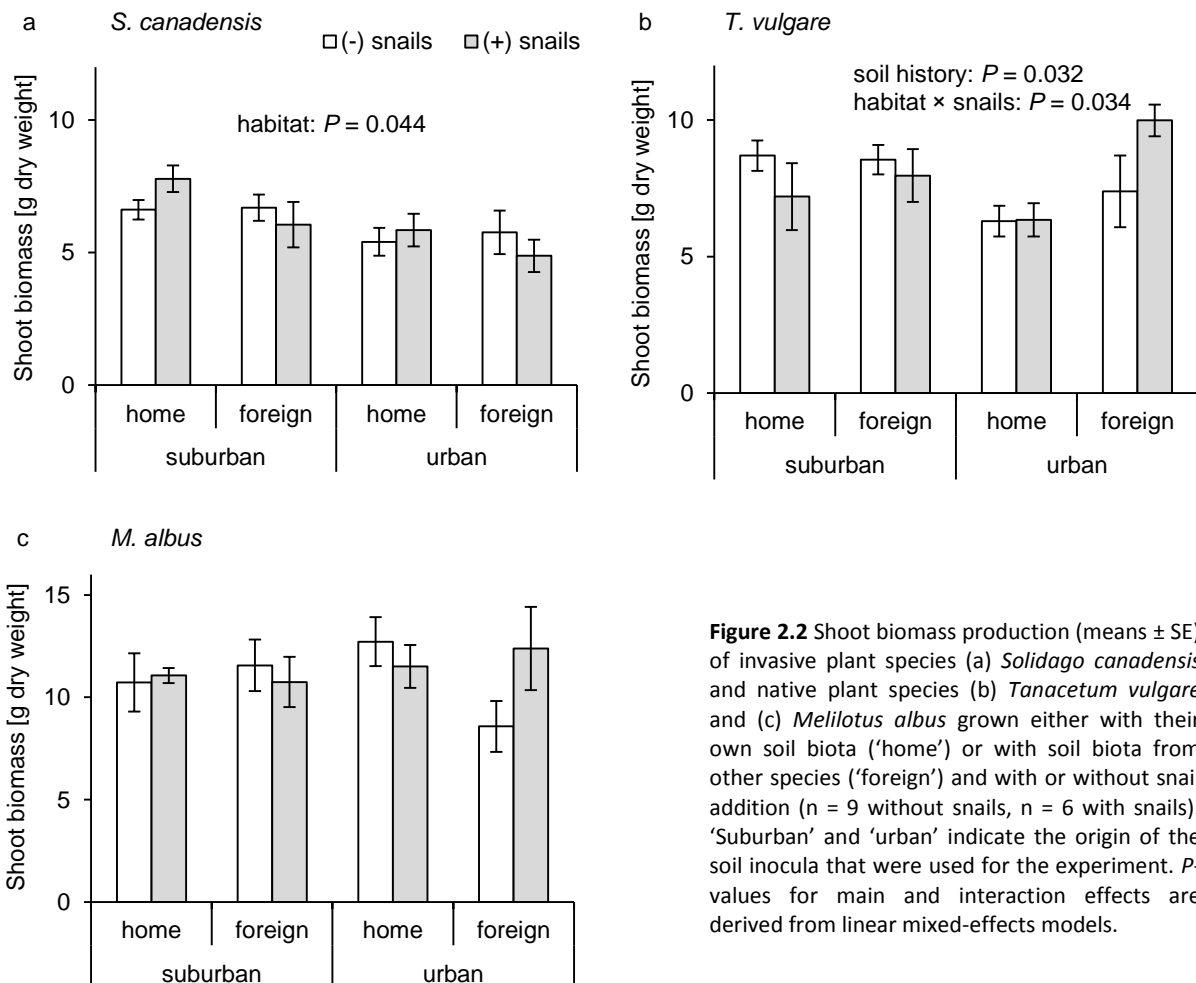 a S. canadensis
(-) snails (+) snails
Shoot biomass [g dry weight]
10
5
0
habitat: P = 0.044
home foreign home foreign
suburban urban
b T. vulgare
Shoot biomass [g dry weight]
10
5
0
soil history: P = 0.032
habitat × snails: P = 0.034
home foreign home foreign
suburban urban
c M. albus
Shoot biomass [g dry weight]
15
10
5
0
home foreign home foreign
suburban urban
Figure 2.2 Shoot biomass production (means ± SE)
of invasive plant species (a) Solidago canadensis
and native plant species (b) Tanacetum vulgare
and (c) Melilotus albus grown either with their
own soil biota (‘home’) or with soil biota from
other species (‘foreign’) and with or without snail
addition (n = 9 without snails, n = 6 with snails)
‘Suburban’ and ‘urban’ indicate the origin of the
soil inocula that were used for the experiment. P-
values for main and interaction effects are
derived from linear mixed-effects models.